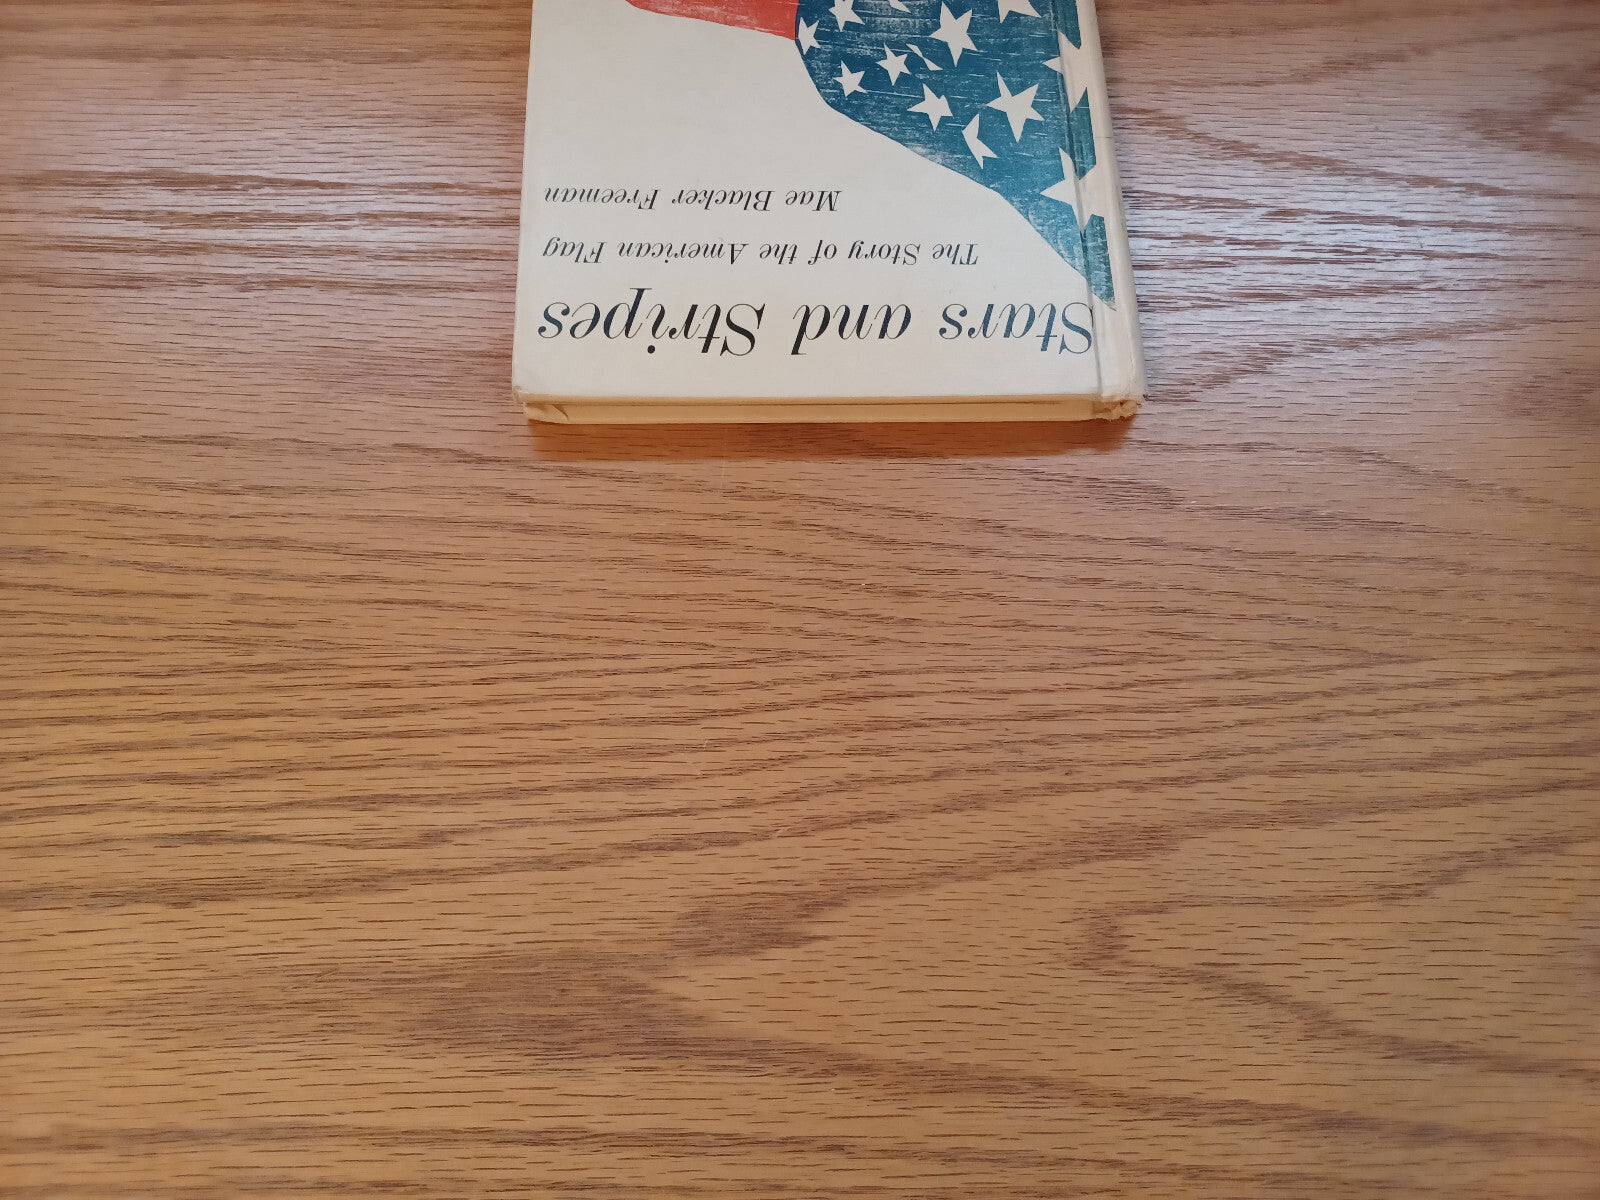 Stars and Stripes
The Story of the American Flag
Mae Blacker Freeman